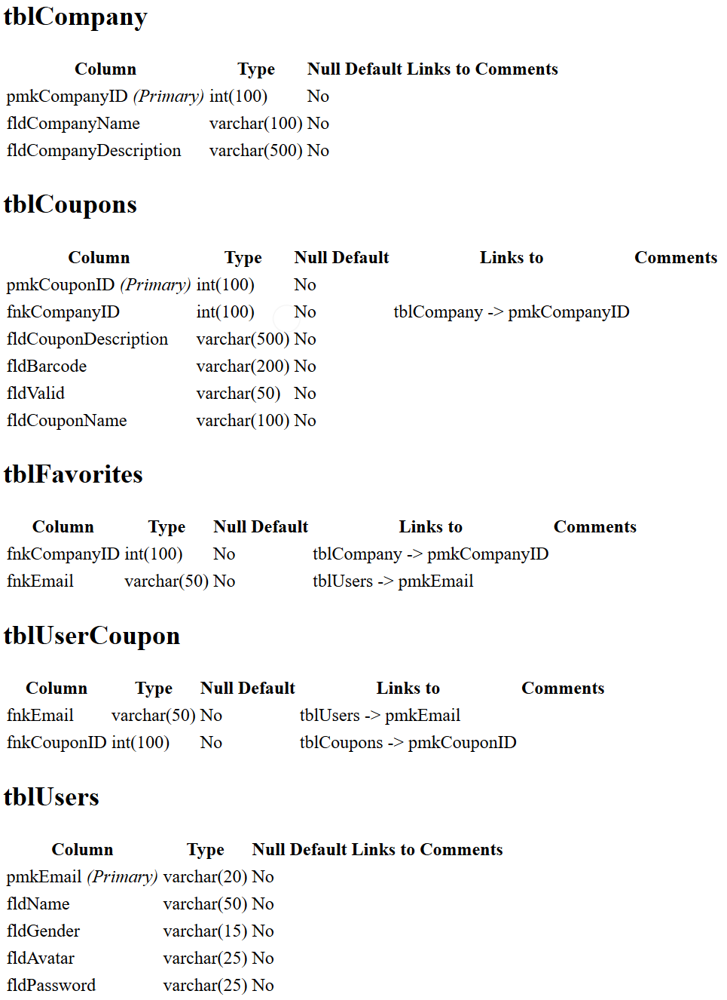 tblCompany
Column Type Null Default Links to Comments
pmkCompanyID (Primary) int(100) No
fldCompanyName varchar(100) No
fldCompanyDescription varchar(500) No
tblCoupons
Column Type Null Default Links to Comments
pmkCouponID (Primary) int(100) No
fnkCompanyID int(100) No tblCompany -> pmkCompanyID
fldCouponDescription varchar(500) No
fldBarcode varchar(200) No
fldValid varchar(50) No
fldCouponName varchar(100) No
tblFavorites
Column Type Null Default Links to Comments
fnkCompanyID int(100) No tblCompany -> pmkCompanyID
fnkEmail varchar(50) No tblUsers -> pmkEmail
tblUserCoupon
Column Type Null Default Links to Comments
fnkEmail varchar(50) No tblUsers -> pmkEmail
fnkCouponID int(100) No tblCoupons -> pmkCouponID
tblUsers
Column Type Null Default Links to Comments
pmkEmail (Primary) varchar(20) No
fldName varchar(50) No
fldGender varchar(15) No
fldAvatar varchar(25) No
fldPassword varchar(25) No